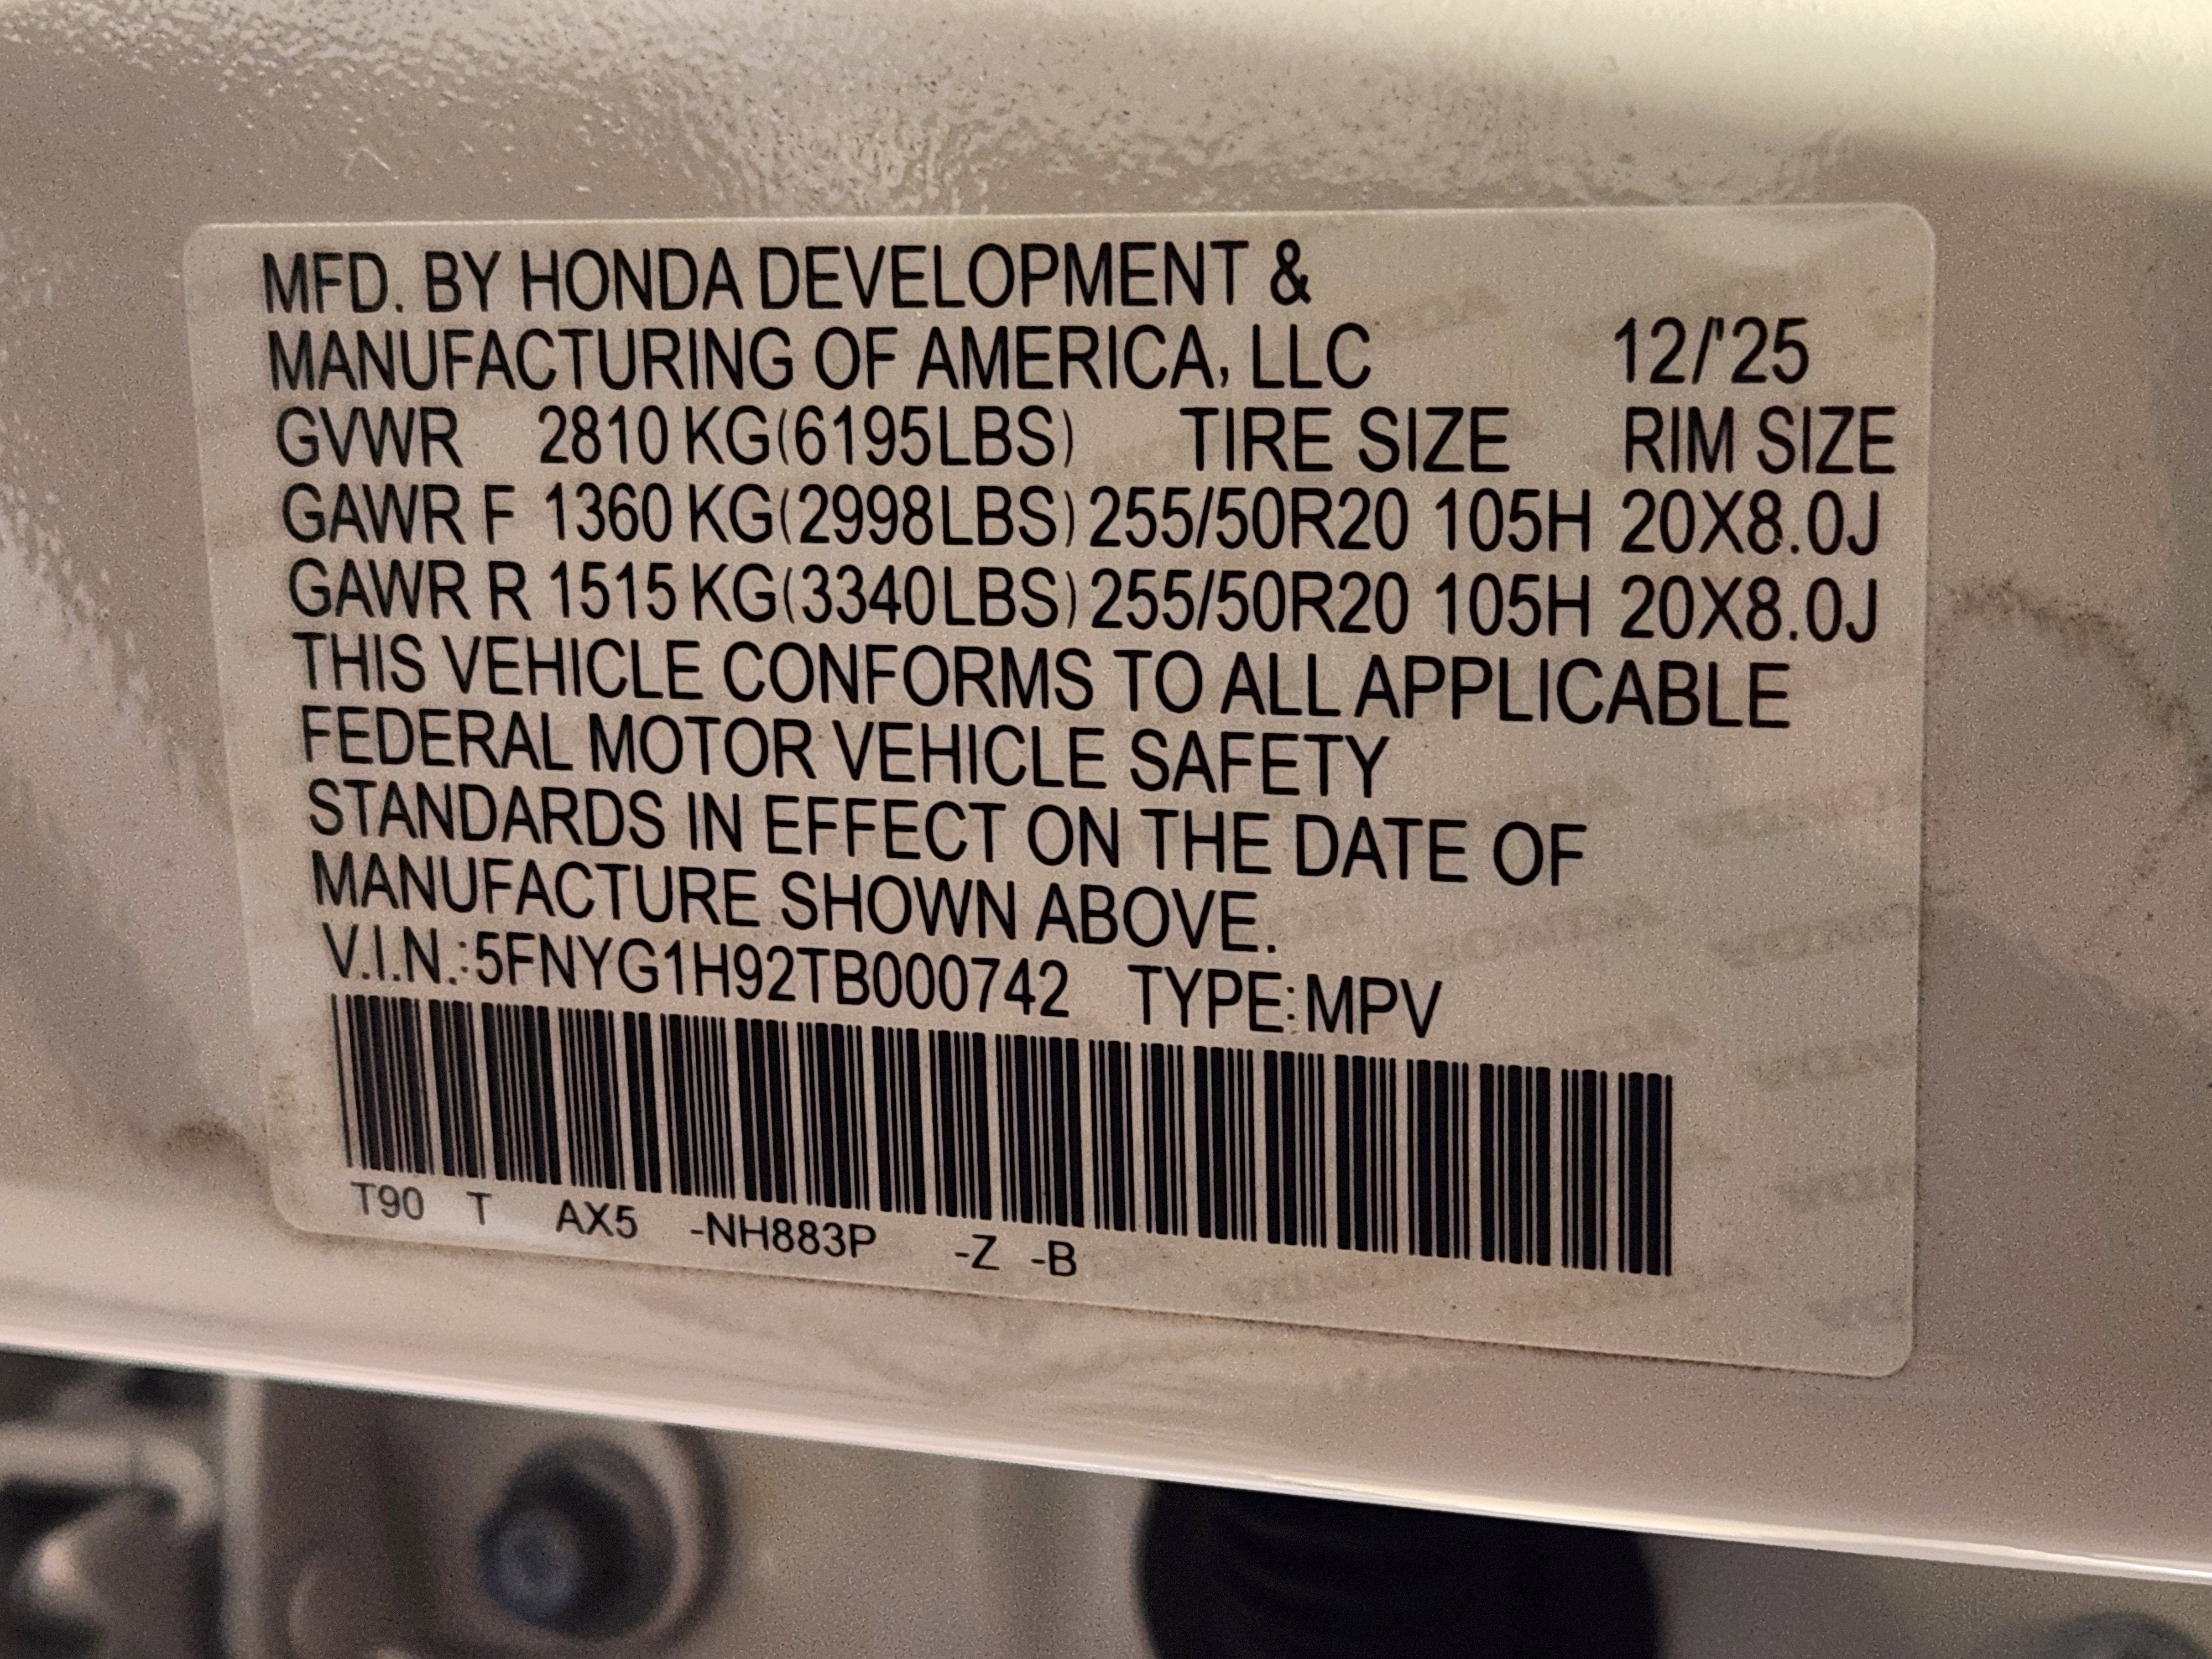 MFD. BY HONDA DEVELOPMENT &
MANUFACTURING OF AMERICA, LLC 12/'25
GVWR 2810 KG(6195LBS) TIRE SIZE RIM SIZE
GAWR F 1360 KG(2998LBS) 255/50R20 105H 20X8.0J
GAWR R 1515 KG(3340LBS) 255/50R20 105H 20X8.0J
THIS VEHICLE CONFORMS TO ALL APPLICABLE
FEDERAL MOTOR VEHICLE SAFETY
STANDARDS IN EFFECT ON THE DATE OF
MANUFACTURE SHOWN ABOVE.
V.I.N.:5FNYG1H92TB000742 TYPE:MPV
T90 T AX5 -NH883P -Z -B